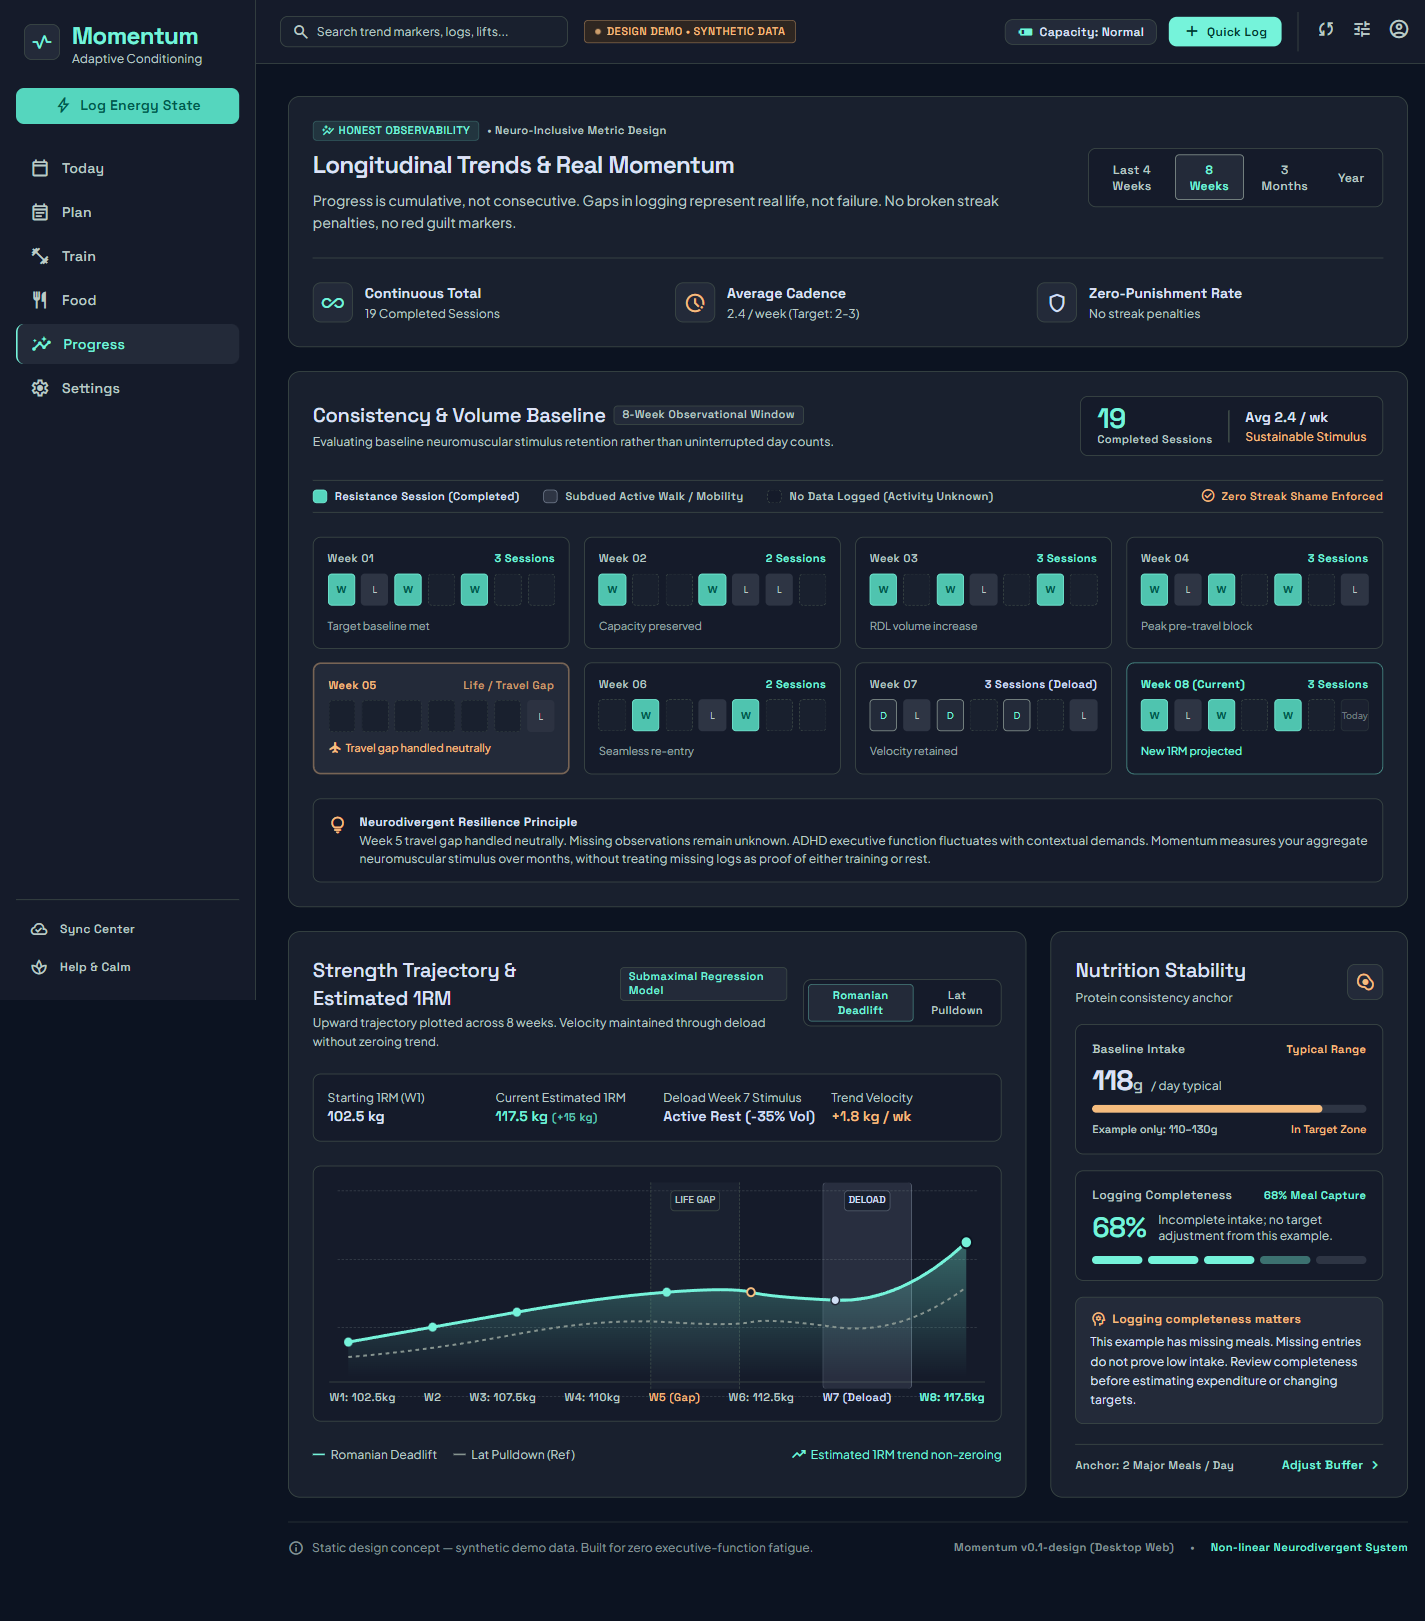 Momentum
Adaptive Conditioning
Log Energy State
Today
Plan
Train
Food
Progress
Settings
Sync Center
Help & Calm
Search trend markers, logs, lifts...
DESIGN DEMO • SYNTHETIC DATA
Capacity: Normal
Quick Log
HONEST OBSERVABILITY
• Neuro-Inclusive Metric Design
Longitudinal Trends & Real Momentum
Progress is cumulative, not consecutive. Gaps in logging represent real life, not failure. No broken streak
penalties, no red guilt markers.
Last 4
Weeks
8
Weeks
3
Months
Year
Continuous Total
19 Completed Sessions
Average Cadence
2.4 / week (Target: 2-3)
Zero-Punishment Rate
No streak penalties
Consistency & Volume Baseline
8-Week Observational Window
Evaluating baseline neuromuscular stimulus retention rather than uninterrupted day counts.
19
Completed Sessions
Avg 2.4 / wk
Sustainable Stimulus
Resistance Session (Completed)
Subdued Active Walk / Mobility
No Data Logged (Activity Unknown)
Zero Streak Shame Enforced
Week 01
3 Sessions
W L W W
Target baseline met
Week 02
2 Sessions
W W L L
Capacity preserved
Week 03
3 Sessions
W W L W
RDL volume increase
Week 04
3 Sessions
W L W W L
Peak pre-travel block
Week 05
Life / Travel Gap
L
Travel gap handled neutrally
Week 06
2 Sessions
W L W
Seamless re-entry
Week 07
3 Sessions (Deload)
D L D D L
Velocity retained
Week 08 (Current)
3 Sessions
W L W W Today
New 1RM projected
Neurodivergent Resilience Principle
Week 5 travel gap handled neutrally. Missing observations remain unknown. ADHD executive function fluctuates with contextual demands. Momentum measures your aggregate
neuromuscular stimulus over months, without treating missing logs as proof of either training or rest.
Strength Trajectory &
Estimated 1RM
Submaximal Regression
Model
Upward trajectory plotted across 8 weeks. Velocity maintained through deload
without zeroing trend.
Romanian
Deadlift
Lat
Pulldown
Starting 1RM (W1)
102.5 kg
Current Estimated 1RM
117.5 kg (+15 kg)
Deload Week 7 Stimulus
Active Rest (-35% Vol)
Trend Velocity
+1.8 kg / wk
LIFE GAP
DELOAD
W1: 102.5kg
W2
W3: 107.5kg
W4: 110kg
W5 (Gap)
W6: 112.5kg
W7 (Deload)
W8: 117.5kg
Romanian Deadlift
Lat Pulldown (Ref)
Estimated 1RM trend non-zeroing
Nutrition Stability
Protein consistency anchor
Baseline Intake
Typical Range
118g / day typical
Example only: 110–130g
In Target Zone
Logging Completeness
68% Meal Capture
68%
Incomplete intake; no target
adjustment from this example.
Logging completeness matters
This example has missing meals. Missing entries
do not prove low intake. Review completeness
before estimating expenditure or changing
targets.
Anchor: 2 Major Meals / Day
Adjust Buffer
Static design concept — synthetic demo data. Built for zero executive-function fatigue.
Momentum v0.1-design (Desktop Web)
•
Non-linear Neurodivergent System